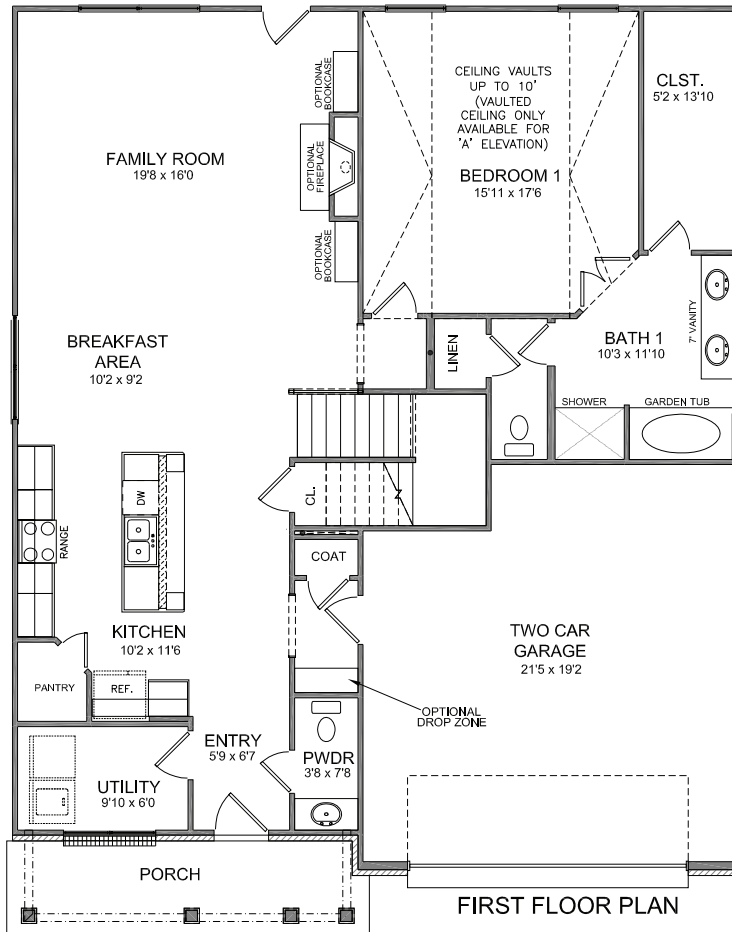 OPTIONAL
BOOKCASE
CEILING VAULTS
UP TO 10'
(VAULTED
CEILING ONLY
AVAILABLE FOR
'A' ELEVATION)
CLST.
5'2 x 13'10
FAMILY ROOM
19'8 x 16'0
OPTIONAL
FIREPLACE
BEDROOM 1
15'11 x 17'6
OPTIONAL
BOOKCASE
BREAKFAST
AREA
10'2 x 9'2
LINEN
BATH 1
10'3 x 11'10
7' VANITY
SHOWER
GARDEN TUB
DW
CL.
RANGE
COAT
KITCHEN
10'2 x 11'6
TWO CAR
GARAGE
21'5 x 19'2
PANTRY
REF.
OPTIONAL
DROP ZONE
ENTRY
5'9 x 6'7
PWDR
3'8 x 7'8
UTILITY
9'10 x 6'0
PORCH
FIRST FLOOR PLAN